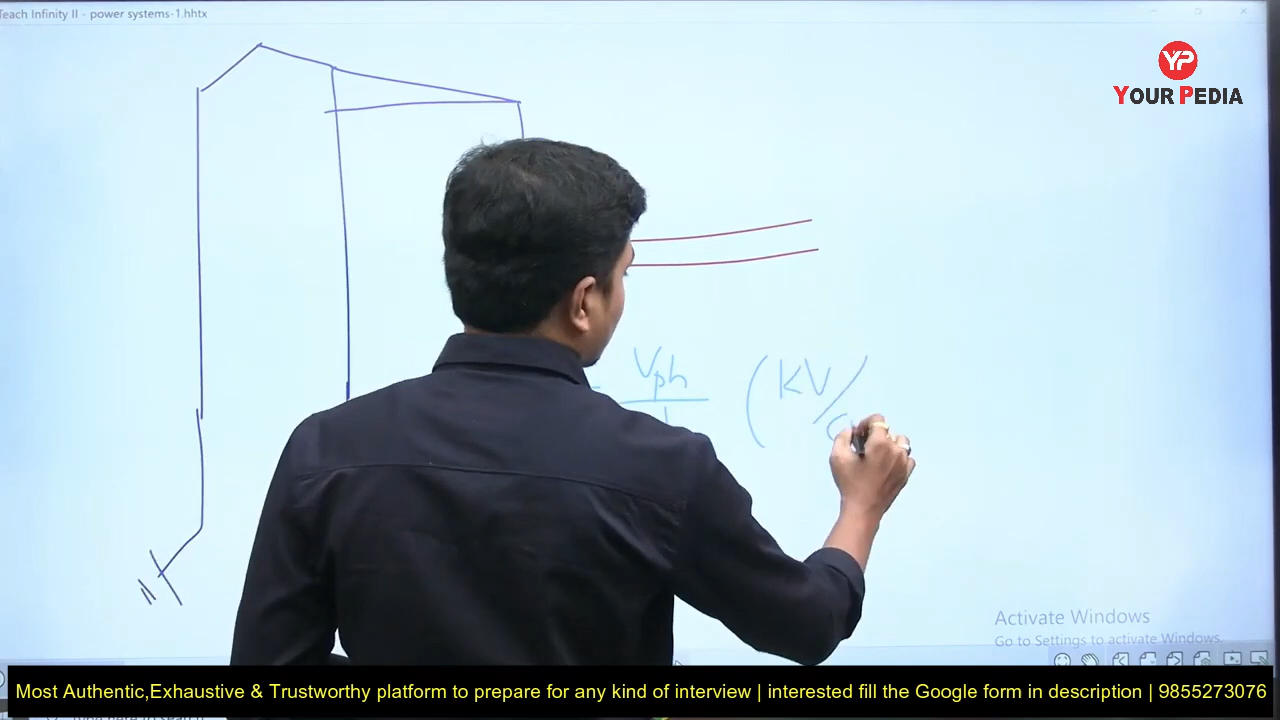 Teach Infinity II - power systems-1.hhtx
YP
YOUR PEDIA
Vph
(KV/
Activate Windows
Go to Settings to activate Windows.
Most Authentic,Exhaustive & Trustworthy platform to prepare for any kind of interview | interested fill the Google form in description | 9855273076